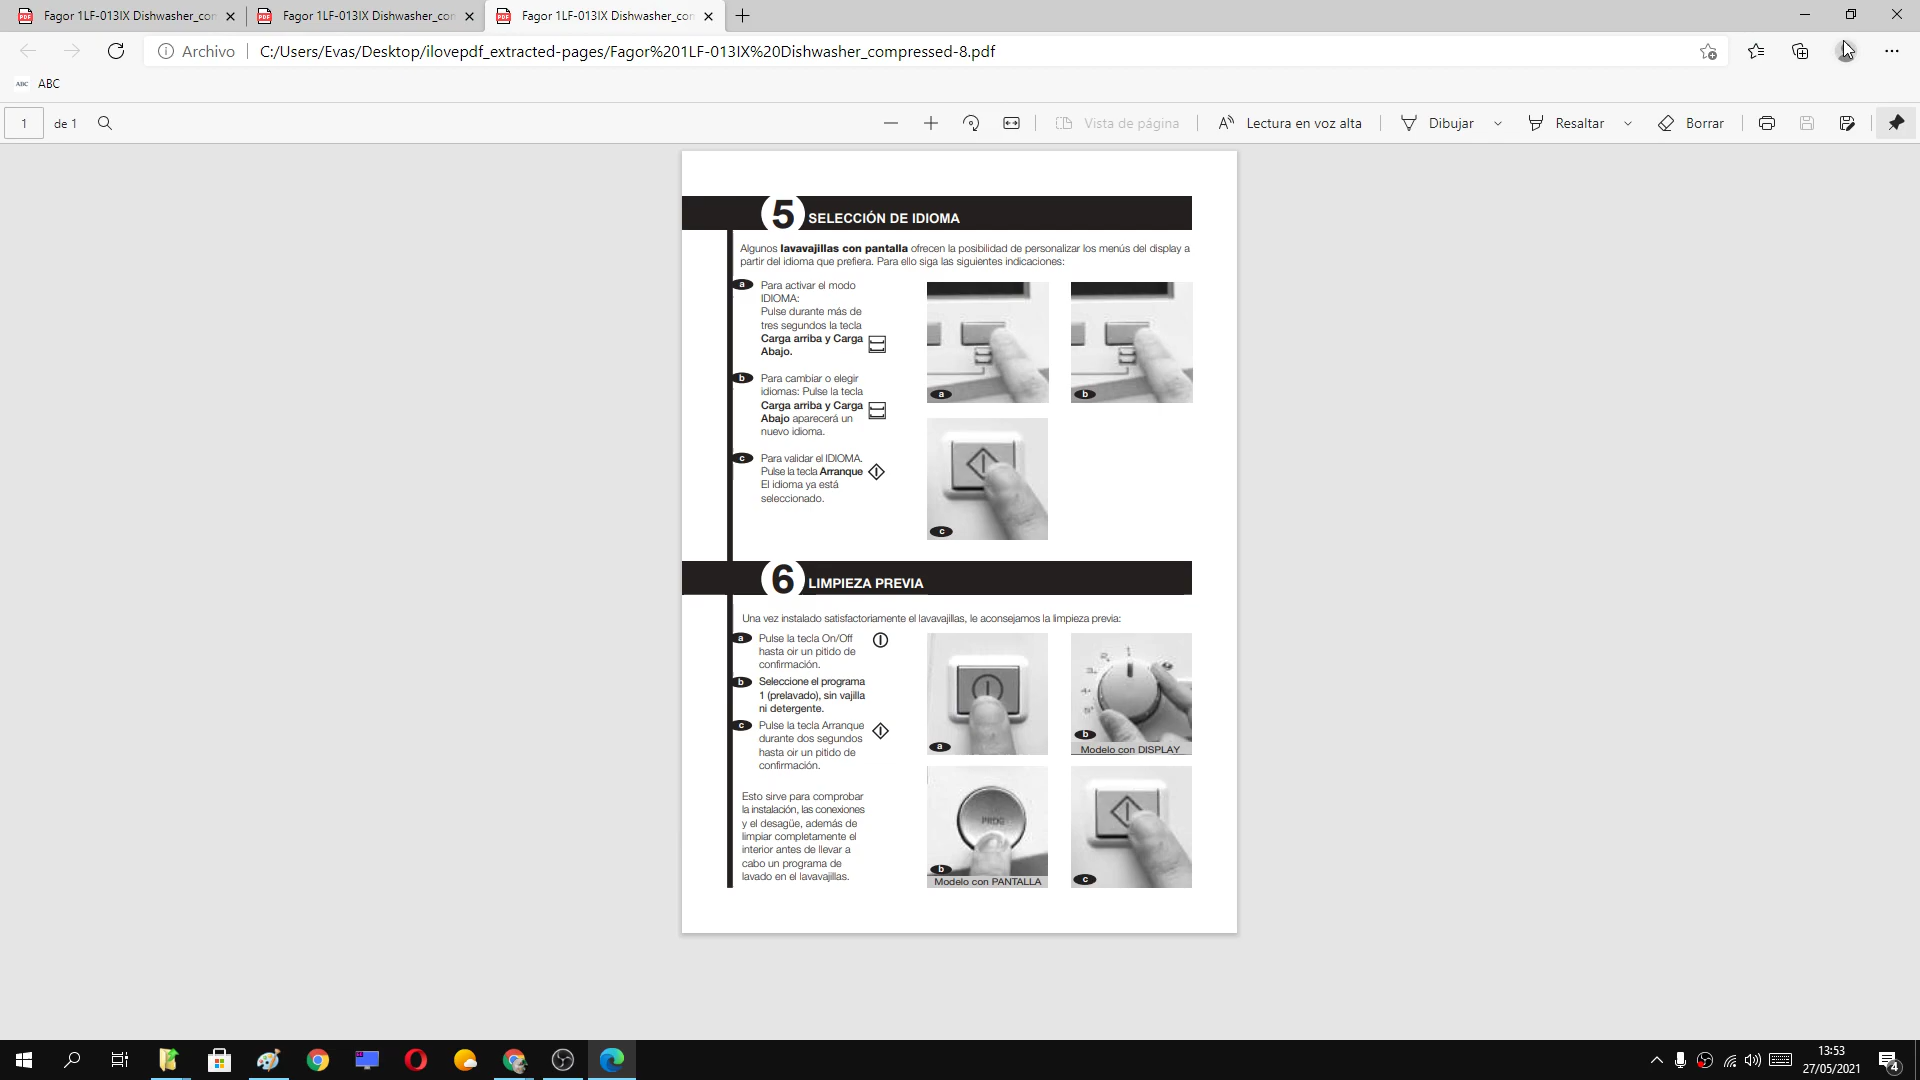 Fagor 1LF-013IX Dishwasher_com
Fagor 1LF-013IX Dishwasher_con
Fagor 1LF-013IX Dishwasher_con
Archivo
C:/Users/Evas/Desktop/ilovepdf_extracted-pages/Fagor%201LF-013IX%20Dishwasher_compressed-8.pdf
ABC ABC
1 de 1
Vista de página
Lectura en voz alta
Dibujar
Resaltar
Borrar
5 SELECCIÓN DE IDIOMA
Algunos lavavajillas con pantalla ofrecen la posibilidad de personalizar los menús del display a
partir del idioma que prefiera. Para ello siga las siguientes indicaciones:
a Para activar el modo
IDIOMA:
Pulse durante más de
tres segundos la tecla
Carga arriba y Carga
Abajo.
b Para cambiar o elegir
idiomas: Pulse la tecla
Carga arriba y Carga
Abajo aparecerá un
nuevo idioma.
c Para validar el IDIOMA.
Pulse la tecla Arranque
El idioma ya está
seleccionado.
a
b
c
6 LIMPIEZA PREVIA
Una vez instalado satisfactoriamente el lavavajillas, le aconsejamos la limpieza previa:
a Pulse la tecla On/Off
hasta oir un pitido de
confirmación.
b Seleccione el programa
1 (prelavado), sin vajilla
ni detergente.
c Pulse la tecla Arranque
durante dos segundos
hasta oir un pitido de
confirmación.
Esto sirve para comprobar
la instalación, las conexiones
y el desagüe, además de
limpiar completamente el
interior antes de llevar a
cabo un programa de
lavado en el lavavajillas.
a
1
2
3
4
5
b
Modelo con DISPLAY
PROG
b
Modelo con PANTALLA
c
13:53
27/05/2021
4